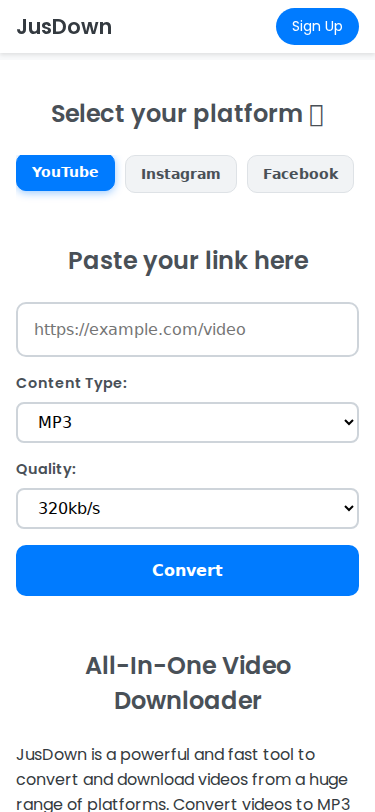 JusDown
Sign Up
Select your platform
YouTube
Instagram
Facebook
Paste your link here
https://example.com/video
Content Type:
MP3
Quality:
320kb/s
Convert
All-In-One Video
Downloader
JusDown is a powerful and fast tool to
convert and download videos from a huge
range of platforms. Convert videos to MP3